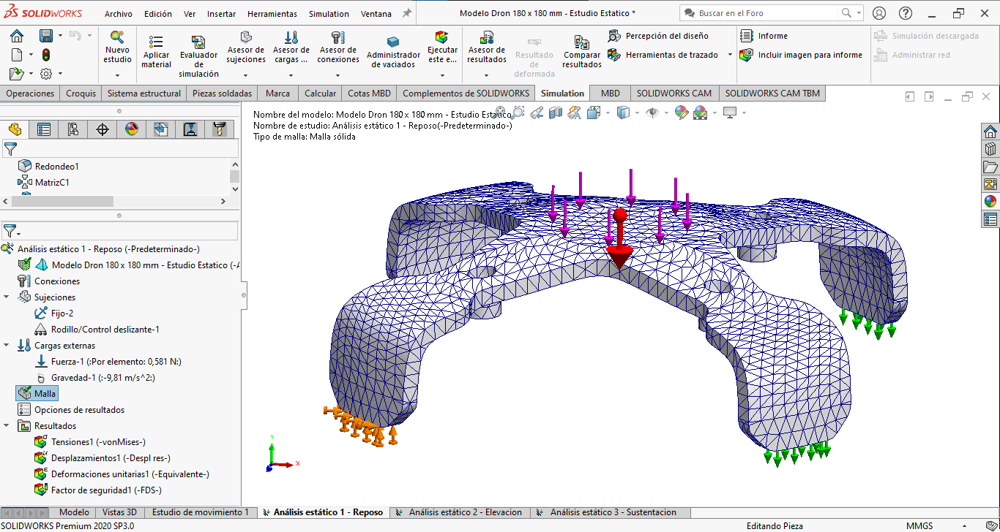 SOLIDWORKS
Archivo Edición Ver Insertar Herramientas Simulation Ventana
Modelo Dron 180 x 180 mm - Estudio Estatico *
Buscar en el Foro
Nuevo estudio
Aplicar material
Evaluador de simulación
Asesor de sujeciones
Asesor de cargas ...
Asesor de conexiones
Administrador de vaciados
Ejecutar este e...
Asesor de resultados
Resultado de deformada
Comparar resultados
Percepción del diseño
Herramientas de trazado
Informe
Incluir imagen para informe
Simulación descargada
Administrar red
Operaciones Croquis Sistema estructural Piezas soldadas Marca Calcular Cotas MBD Complementos de SOLIDWORKS Simulation MBD SOLIDWORKS CAM SOLIDWORKS CAM TBM
Redondeo1
MatrizC1
Análisis estático 1 - Reposo (-Predeterminado-)
Modelo Dron 180 x 180 mm - Estudio Estatico (-
Conexiones
Sujeciones
Fijo-2
Rodillo/Control deslizante-1
Cargas externas
Fuerza-1 (:Por elemento: 0,581 N:)
Gravedad-1 (:-9,81 m/s^2:)
Malla
Opciones de resultados
Resultados
Tensiones1 (-vonMises-)
Desplazamientos1 (-Despl res-)
Deformaciones unitarias1 (-Equivalente-)
Factor de seguridad1 (-FDS-)
Nombre del modelo: Modelo Dron 180 x 180 mm - Estudio Estatico
Nombre de estudio: Análisis estático 1 - Reposo(-Predeterminado-)
Tipo de malla: Malla sólida
Y
X
Modelo Vistas 3D Estudio de movimiento 1 Análisis estático 1 - Reposo Análisis estático 2 - Elevacion Análisis estático 3 - Sustentacion
SOLIDWORKS Premium 2020 SP3.0
Editando Pieza
MMGS